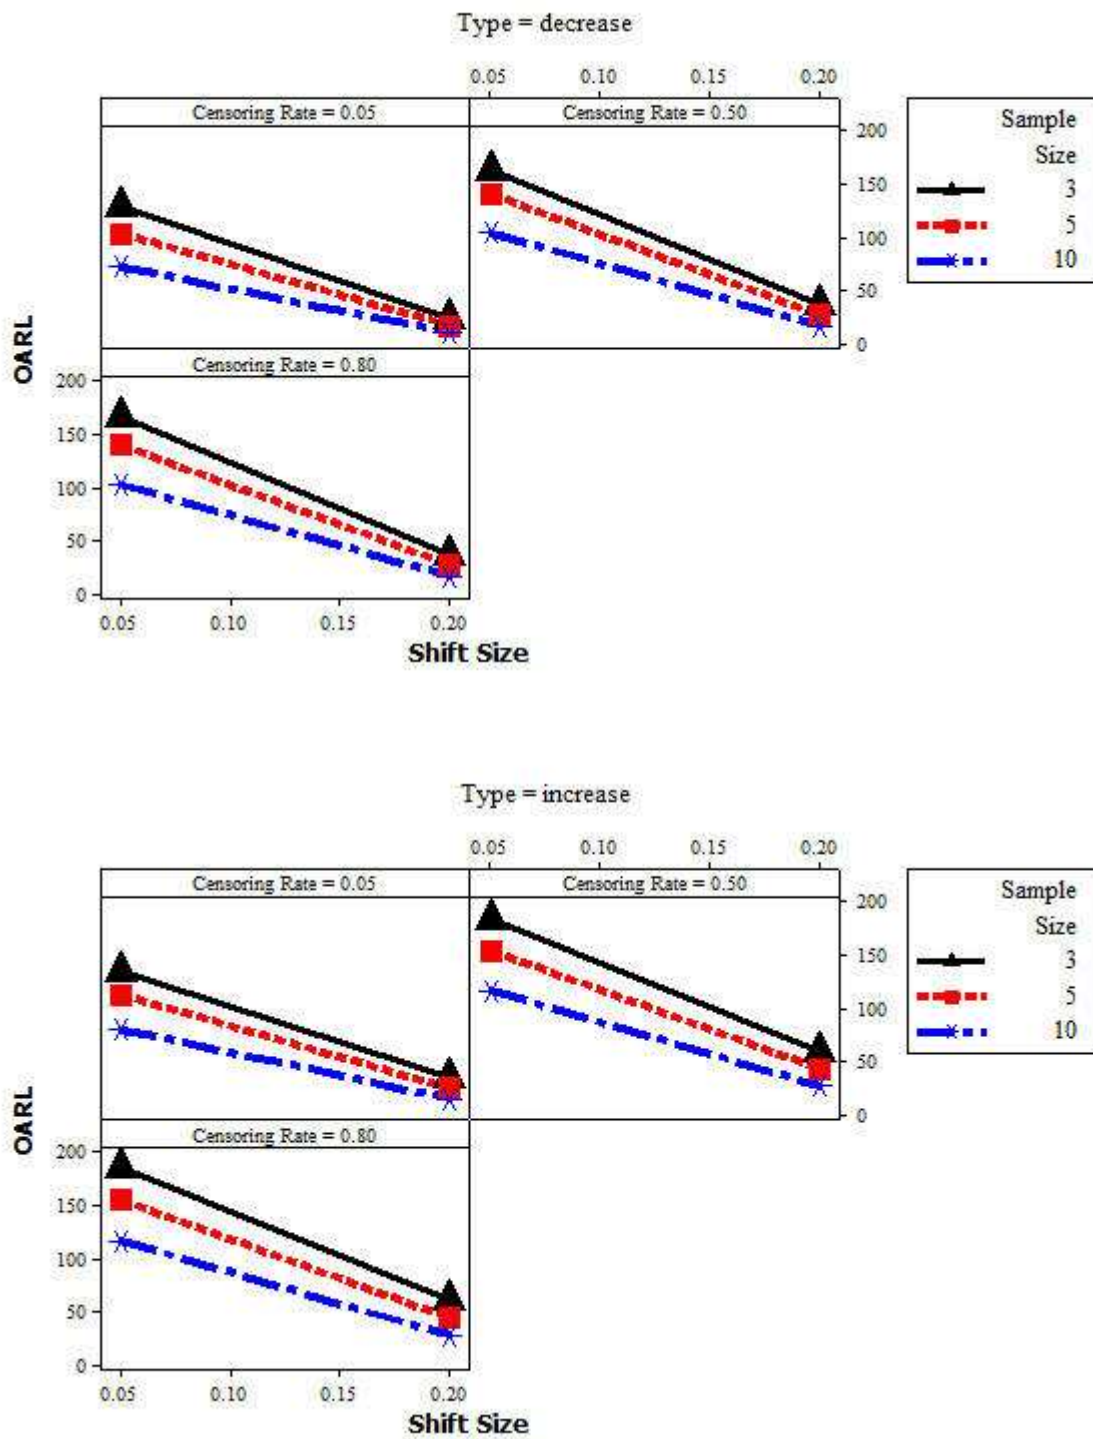 Type = decrease
0.05 0.10 0.15 0.20
Censoring Rate = 0.05 Censoring Rate = 0.50
200
150
100
50
0
Sample
Size
3
5
10
OARL
Censoring Rate = 0.80
200
150
100
50
0
0.05 0.10 0.15 0.20
Shift Size
Type = increase
0.05 0.10 0.15 0.20
Censoring Rate = 0.05 Censoring Rate = 0.50
200
150
100
50
0
Sample
Size
3
5
10
OARL
Censoring Rate = 0.80
200
150
100
50
0
0.05 0.10 0.15 0.20
Shift Size